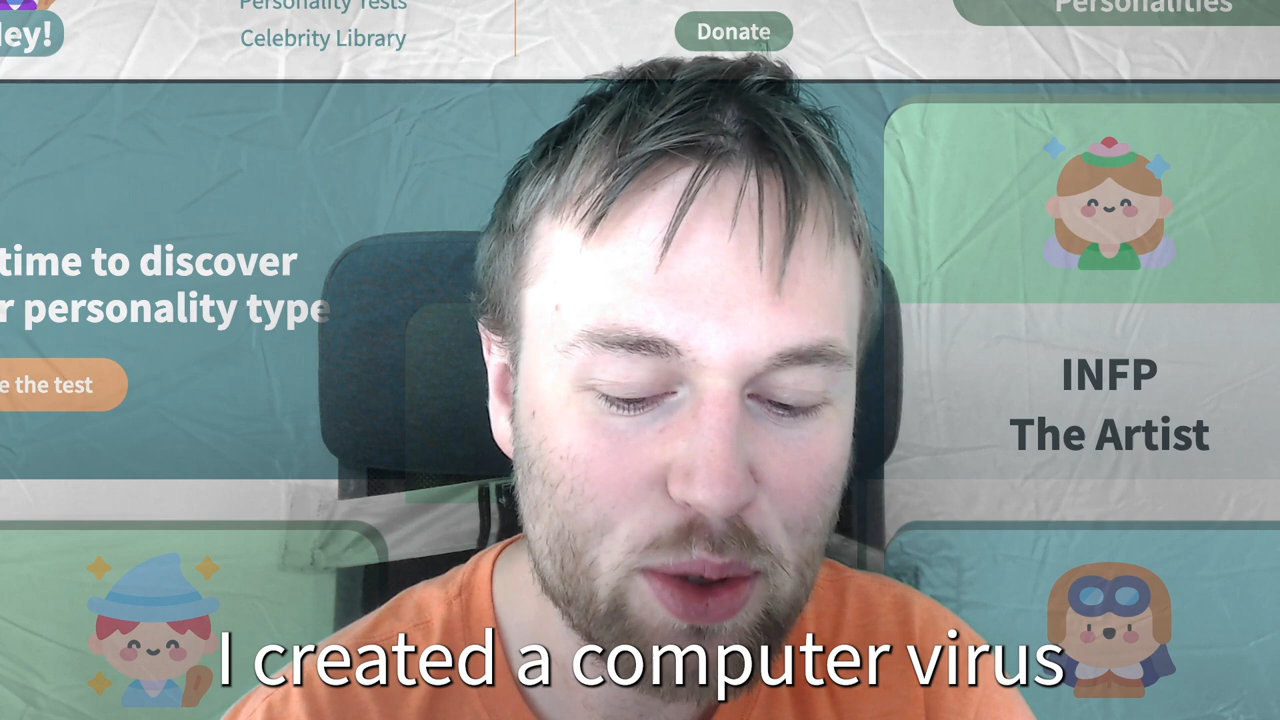 Personality Tests
Celebrity Library
Hey!
Donate
Personalities
time to discover
r personality type
e the test
INFP
The Artist
I created a computer virus